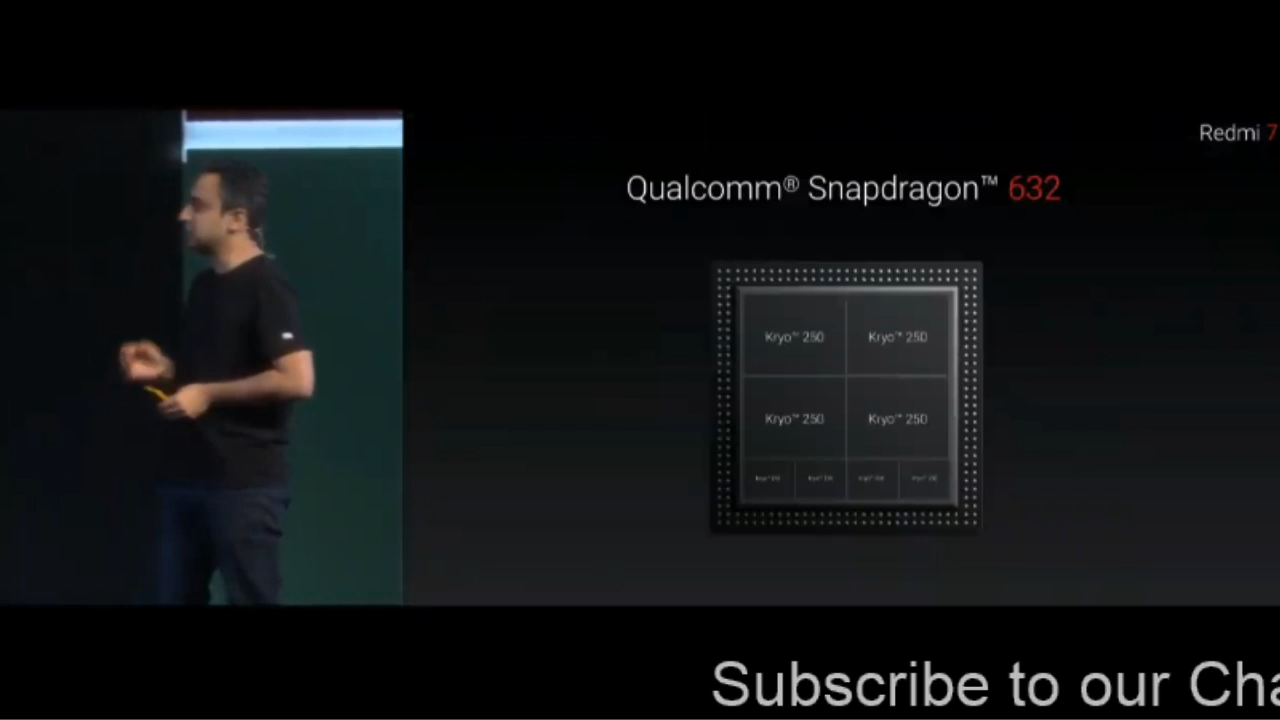 Redmi 7
Qualcomm® Snapdragon™ 632
Kryo™ 250 Kryo™ 250
Kryo™ 250 Kryo™ 250
Subscribe to our Cha